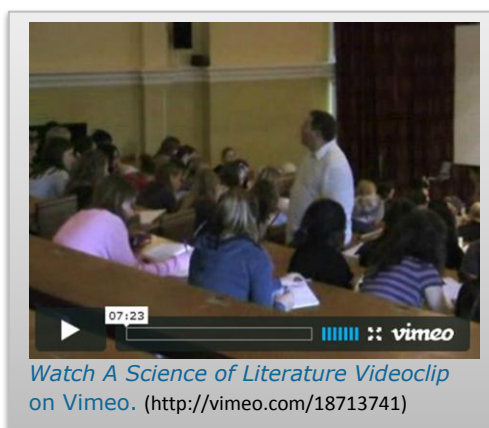 07:23
vimeo
Watch A Science of Literature Videoclip
on Vimeo. (http://vimeo.com/18713741)